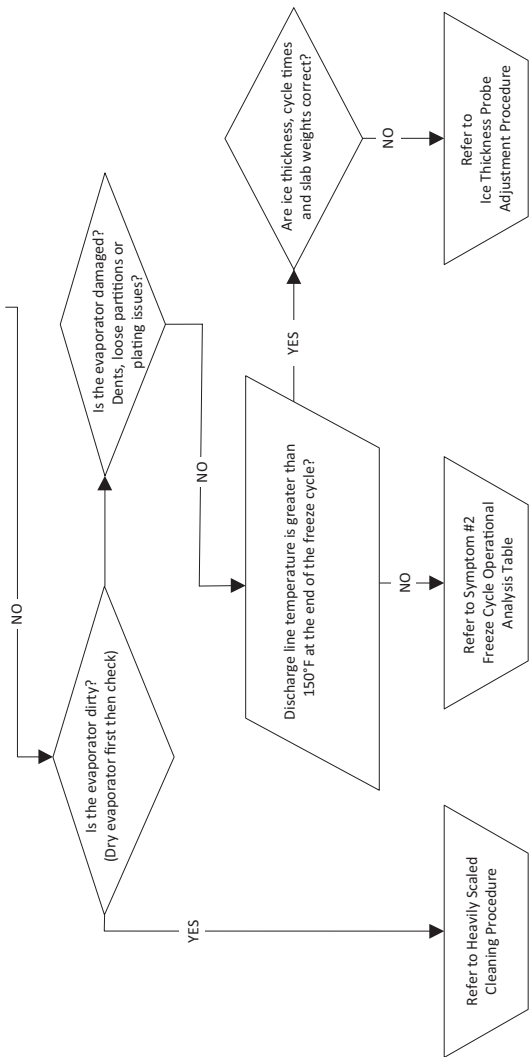 NO
Is the evaporator dirty?
(Dry evaporator first then check)
YES
Refer to Heavily Scaled
Cleaning Procedure
Is the evaporator damaged?
Dents, loose partitions or
plating issues?
NO
Discharge line temperature is greater than
150°F at the end of the freeze cycle?
NO
Refer to Symptom #2
Freeze Cycle Operational
Analysis Table
YES
Are ice thickness, cycle times
and slab weights correct?
NO
Refer to
Ice Thickness Probe
Adjustment Procedure